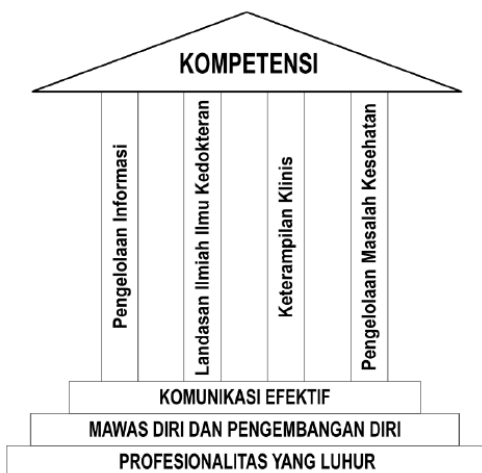 KOMPETENSI
Pengelolaan Informasi
Landasan Ilmiah Ilmu Kedokteran
Keterampilan Klinis
Pengelolaan Masalah Kesehatan
KOMUNIKASI EFEKTIF
MAWAS DIRI DAN PENGEMBANGAN DIRI
PROFESIONALITAS YANG LUHUR